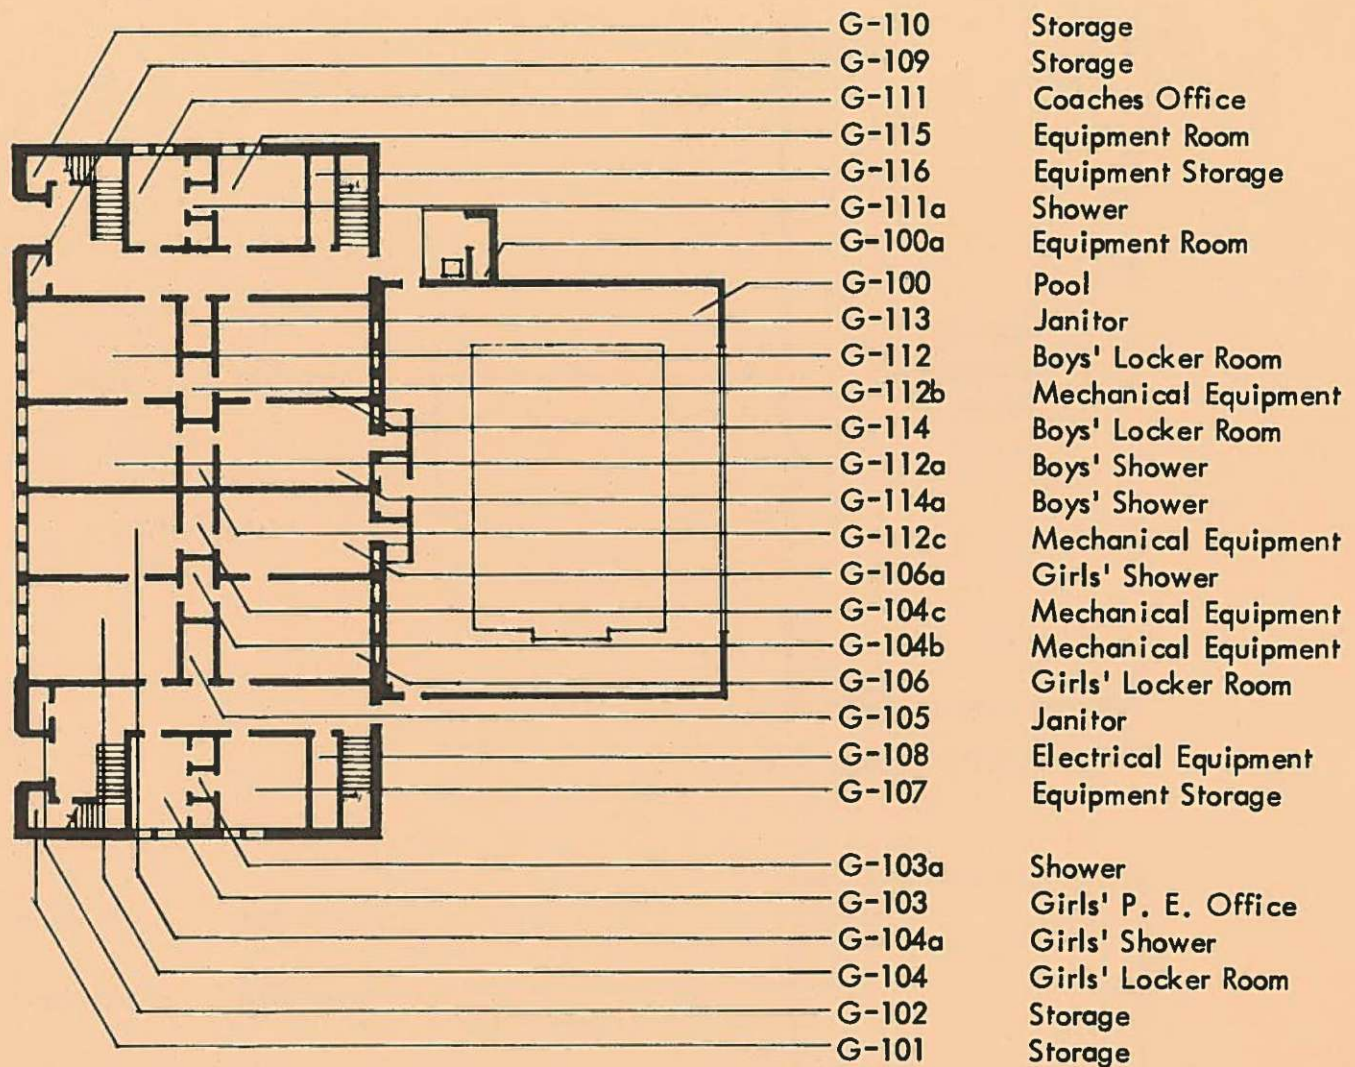 G-110 Storage
G-109 Storage
G-111 Coaches Office
G-115 Equipment Room
G-116 Equipment Storage
G-111a Shower
G-100a Equipment Room
G-100 Pool
G-113 Janitor
G-112 Boys' Locker Room
G-112b Mechanical Equipment
G-114 Boys' Locker Room
G-112a Boys' Shower
G-114a Boys' Shower
G-112c Mechanical Equipment
G-106a Girls' Shower
G-104c Mechanical Equipment
G-104b Mechanical Equipment
G-106 Girls' Locker Room
G-105 Janitor
G-108 Electrical Equipment
G-107 Equipment Storage
G-103a Shower
G-103 Girls' P. E. Office
G-104a Girls' Shower
G-104 Girls' Locker Room
G-102 Storage
G-101 Storage